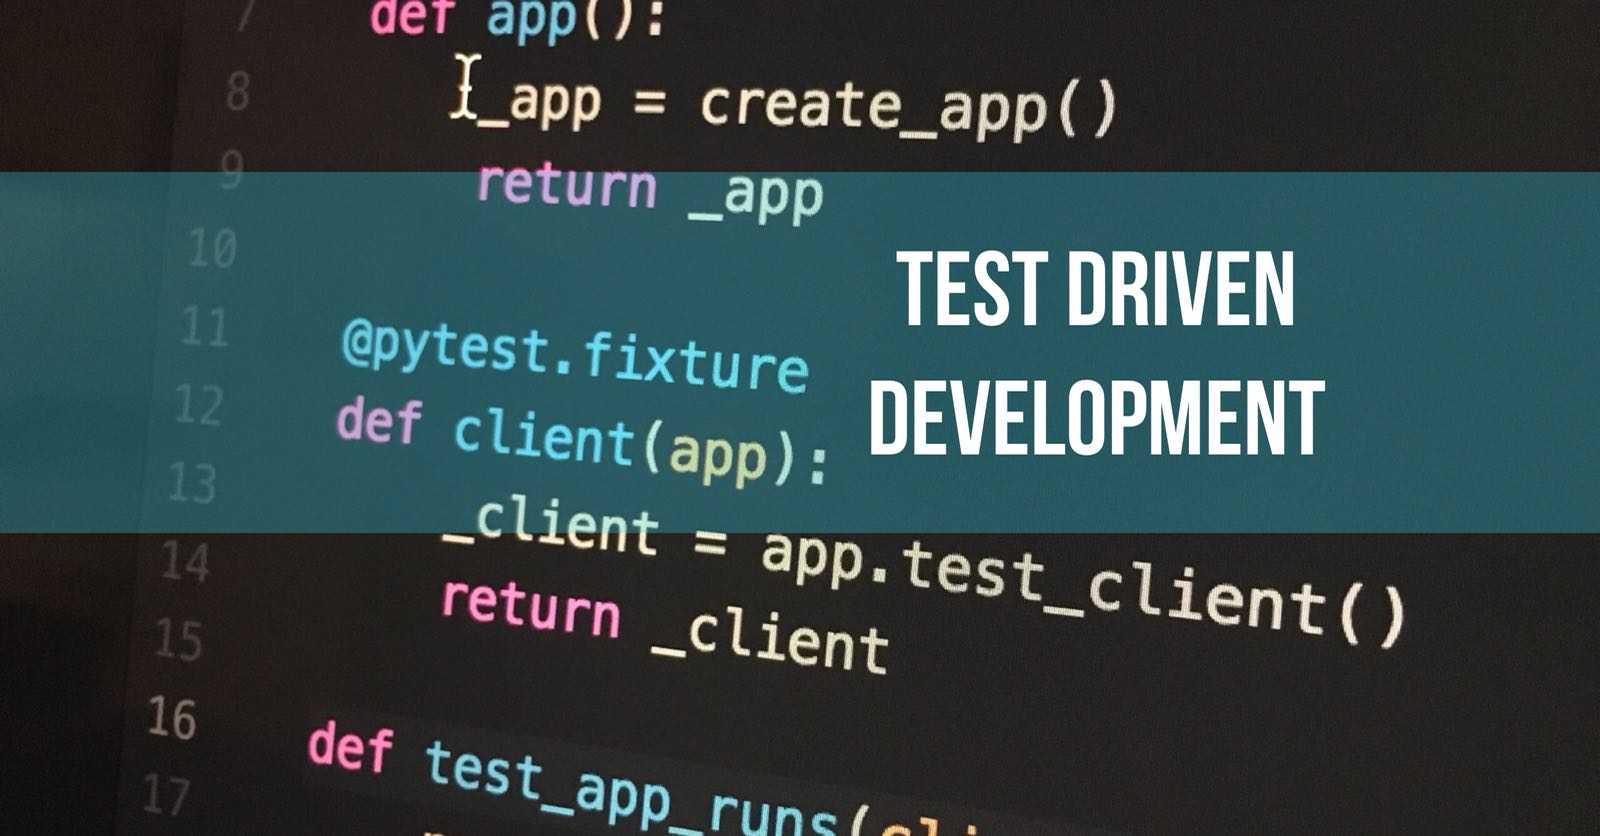 7 def app():
8 _app = create_app()
9 return _app
10
11 @pytest.fixture
12 def client(app):
13 _client = app.test_client()
14 return _client
15
16 def test_app_runs(
17
TEST DRIVEN
DEVELOPMENT